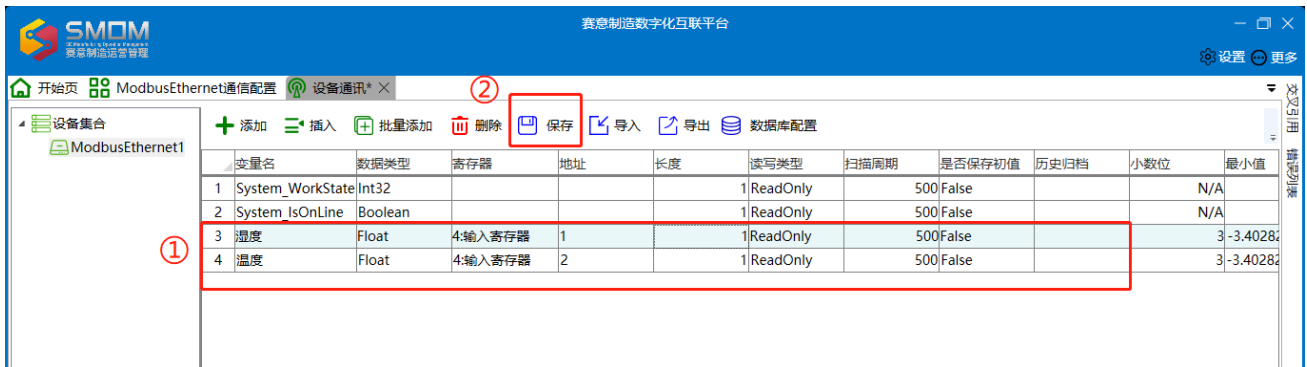 SMOM
赛意制造运营管理
赛意制造数字化互联平台
设置 更多
开始页 ModbusEthernet通信配置 设备通讯* ×
②
设备集合
ModbusEthernet1
添加 插入 批量添加 删除 保存 导入 导出 数据库配置
变量名 数据类型 寄存器 地址 长度 读写类型 扫描周期 是否保存初值 历史归档 小数位 最小值
1 System_WorkState Int32 1 ReadOnly 500 False N/A
2 System_IsOnLine Boolean 1 ReadOnly 500 False N/A
①
3 湿度 Float 4:输入寄存器 1 1 ReadOnly 500 False 3 -3.40282
4 温度 Float 4:输入寄存器 2 1 ReadOnly 500 False 3 -3.40282
交叉引用
错误列表